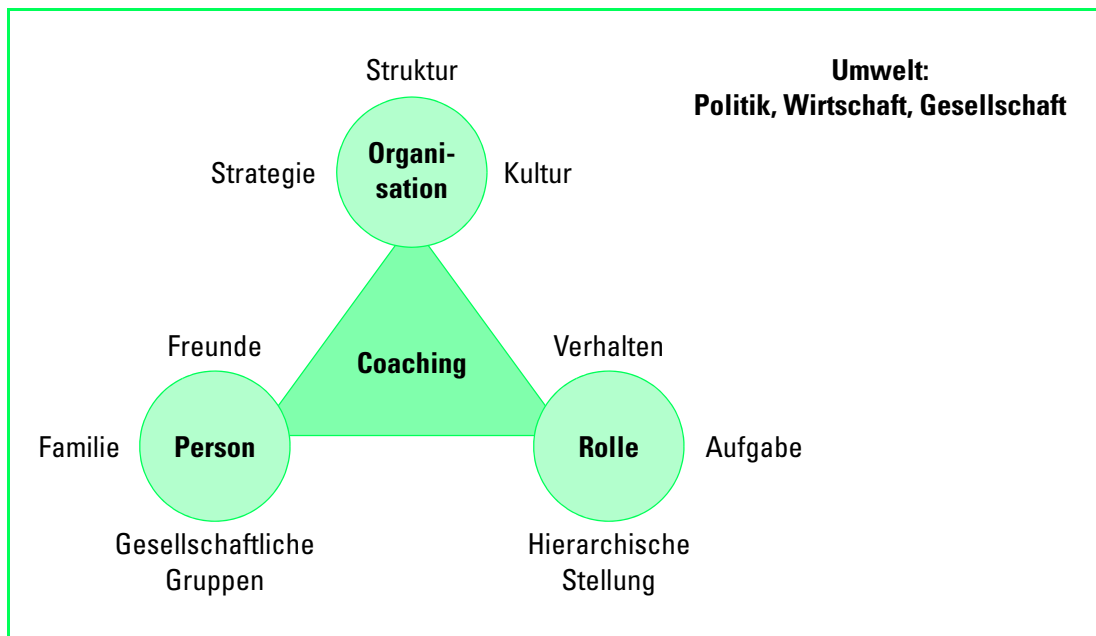 Struktur
Umwelt:
Politik, Wirtschaft, Gesellschaft
Organi-
sation
Strategie
Kultur
Freunde
Coaching
Verhalten
Familie
Person
Rolle
Aufgabe
Gesellschaftliche
Gruppen
Hierarchische
Stellung